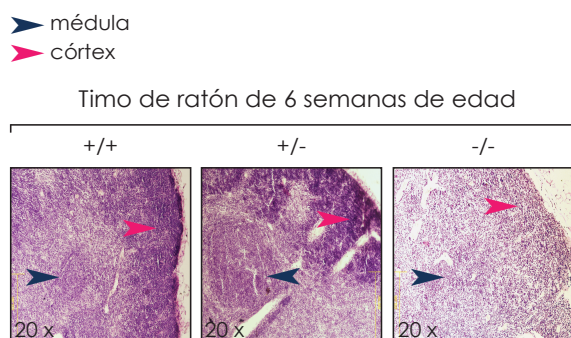 médula
córtex
Timo de ratón de 6 semanas de edad
+/+ +/- -/-
20 x 20 x 20 x